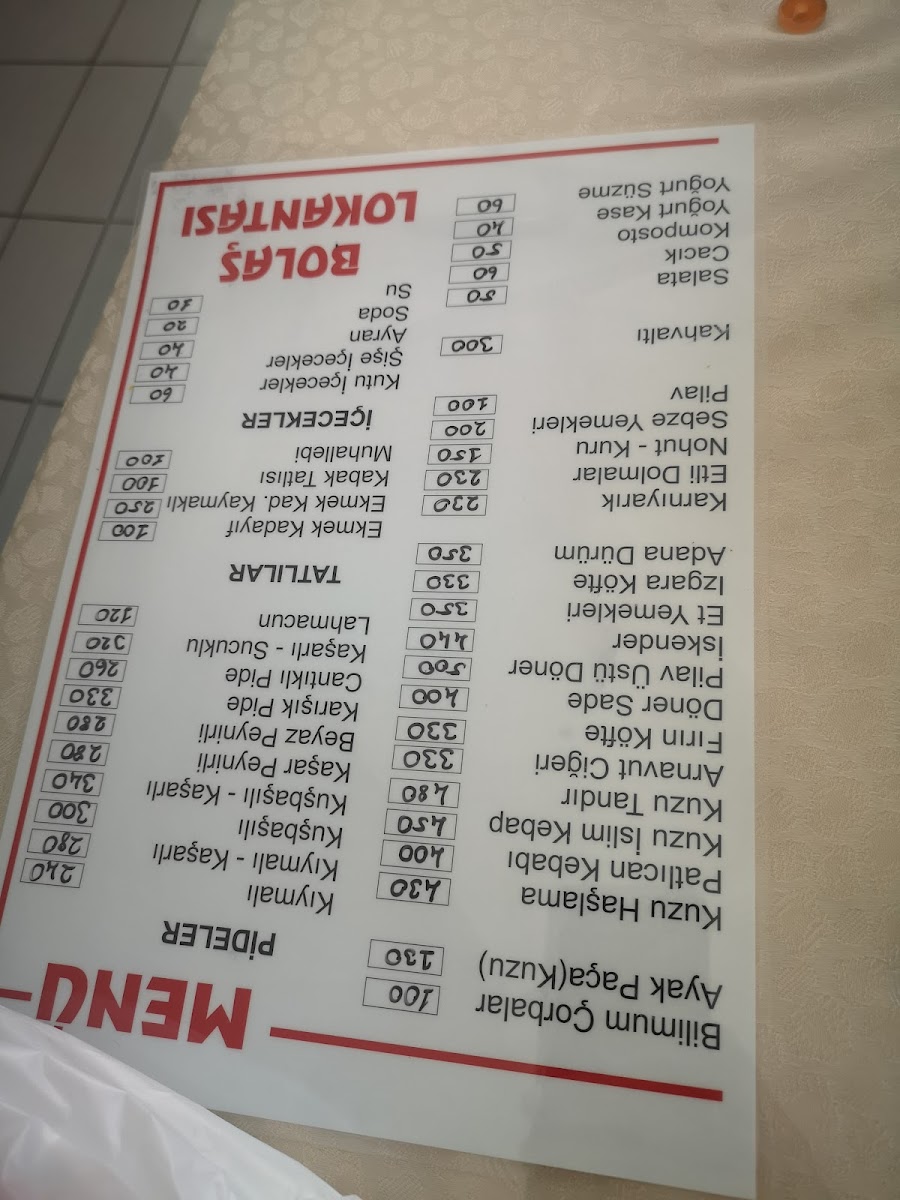 MENÜ
Bilimum Çorbalar 100
Ayak Paça(Kuzu) 130
Kuzu Haşlama 430
Patlıcan Kebabı 400
Kuzu İslim Kebap 450
Kuzu Tandır 480
Arnavut Ciğeri 330
Fırın Köfte 330
Döner Sade 400
Pilav Üstü Döner 500
İskender 440
Et Yemekleri 350
Izgara Köfte 330
Adana Dürüm 350
Karnıyarık 230
Etli Dolmalar 230
Nohut - Kuru 150
Sebze Yemekleri 200
Pilav 100
Kahvaltı 300
Salata 50
Cacık 60
Komposto 50
Yoğurt Kase 40
Yoğurt Süzme 60
PİDELER
Kıymalı 240
Kıymalı - Kaşarlı 280
Kuşbaşılı 300
Kuşbaşılı - Kaşarlı 340
Kaşar Peynirli 280
Beyaz Peynirli 280
Karışık Pide 330
Cantıklı Pide 260
Kaşarlı - Sucuklu 320
Lahmacun 120
TATLILAR
Ekmek Kadayıf 100
Ekmek Kad. Kaymaklı 150
Kabak Tatlısı 100
Muhallebi 100
İÇECEKLER
Kutu İçecekler 60
Şişe İçecekler 40
Ayran 40
Soda 20
Su 10
BOLAŞ
LOKANTASI